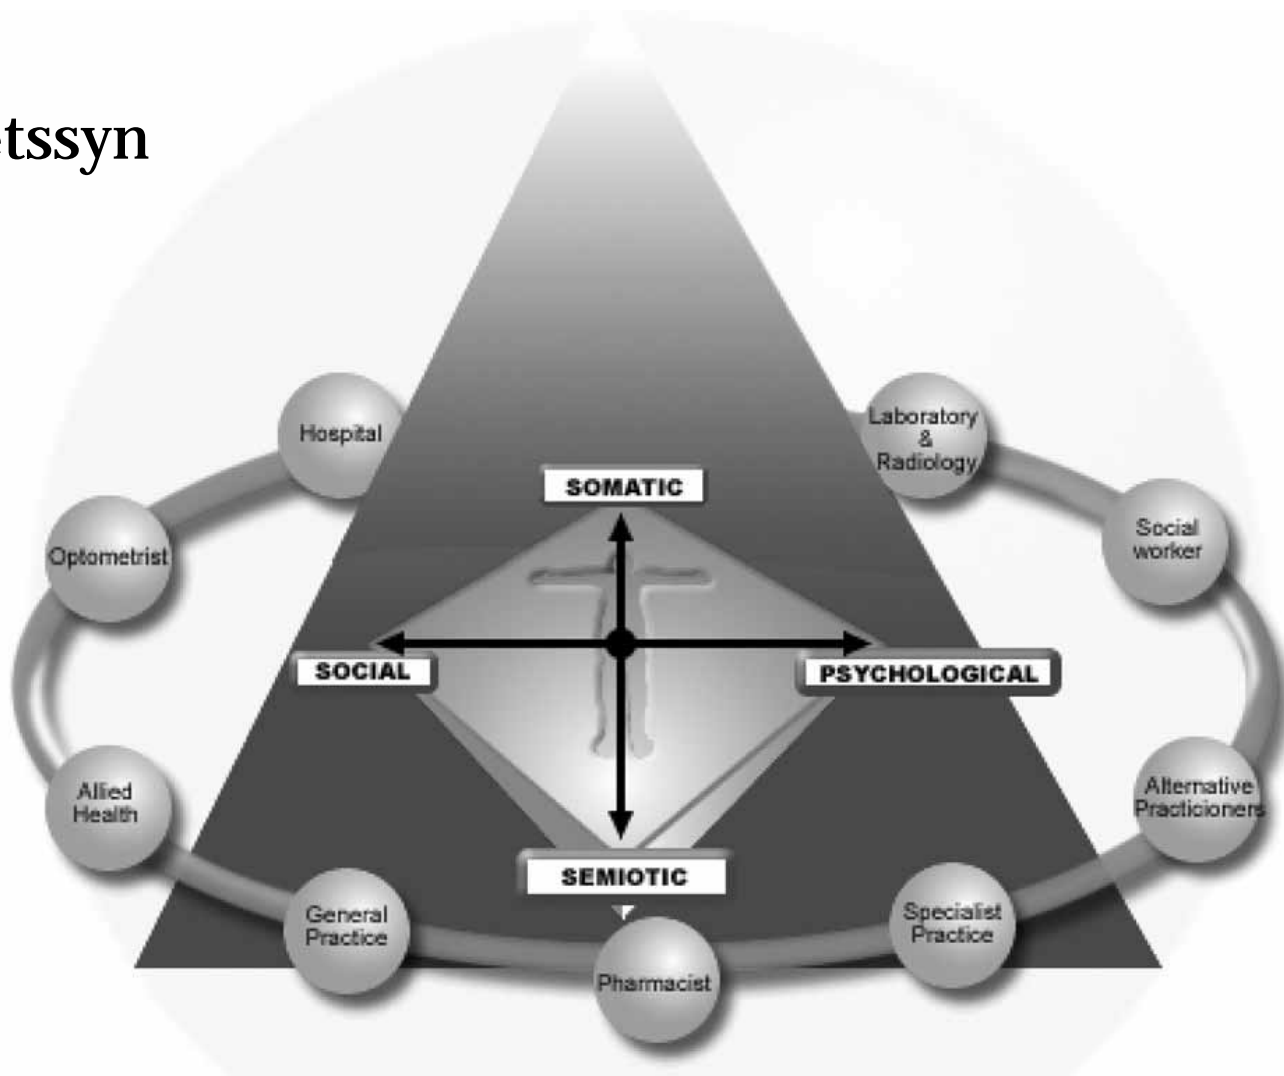 etssyn
Hospital
Laboratory
&
Radiology
SOMATIC
Optometrist
Social
worker
SOCIAL
PSYCHOLOGICAL
Allied
Health
Alternative
Practicioners
SEMIOTIC
General
Practice
Specialist
Practice
Pharmacist